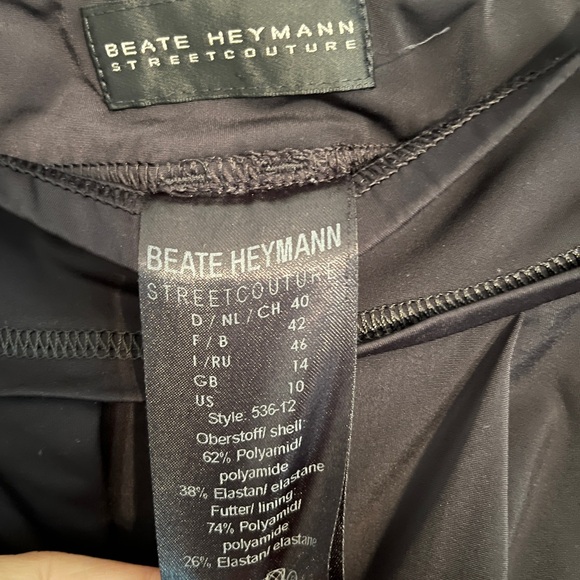 BEATE HEYMANN
STREETCOUTURE
BEATE HEYMANN
STREETCOUTURE
D / NL / CH 40
F / B 42
I / RU 46
GB 14
US 10
Style: 536-12
Oberstoff/ shell:
62% Polyamid/
polyamide
38% Elastan/ elastane
Futter/ lining:
74% Polyamid/
polyamide
26% Elastan/ elastane